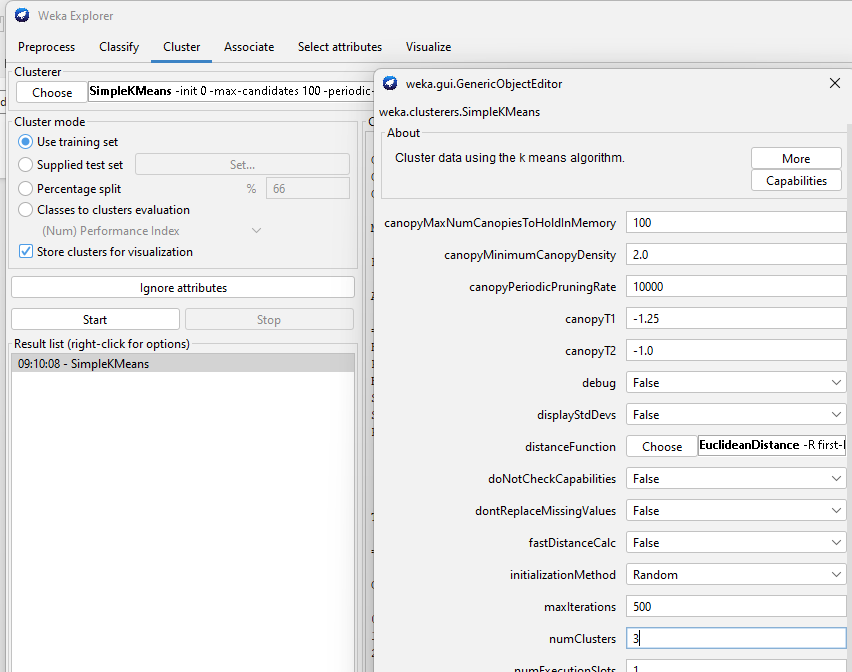 Weka Explorer
Preprocess Classify Cluster Associate Select attributes Visualize
Clusterer
Choose SimpleKMeans -init 0 -max-candidates 100 -periodic-
Cluster mode
Use training set
Supplied test set Set...
Percentage split % 66
Classes to clusters evaluation
(Num) Performance Index
Store clusters for visualization
Ignore attributes
Start Stop
Result list (right-click for options)
09:10:08 - SimpleKMeans
weka.gui.GenericObjectEditor
weka.clusterers.SimpleKMeans
About
Cluster data using the k means algorithm.
More
Capabilities
canopyMaxNumCanopiesToHoldInMemory 100
canopyMinimumCanopyDensity 2.0
canopyPeriodicPruningRate 10000
canopyT1 -1.25
canopyT2 -1.0
debug False
displayStdDevs False
distanceFunction Choose EuclideanDistance -R first-
doNotCheckCapabilities False
dontReplaceMissingValues False
fastDistanceCalc False
initializationMethod Random
maxIterations 500
numClusters 3
numExecutionSlots 1